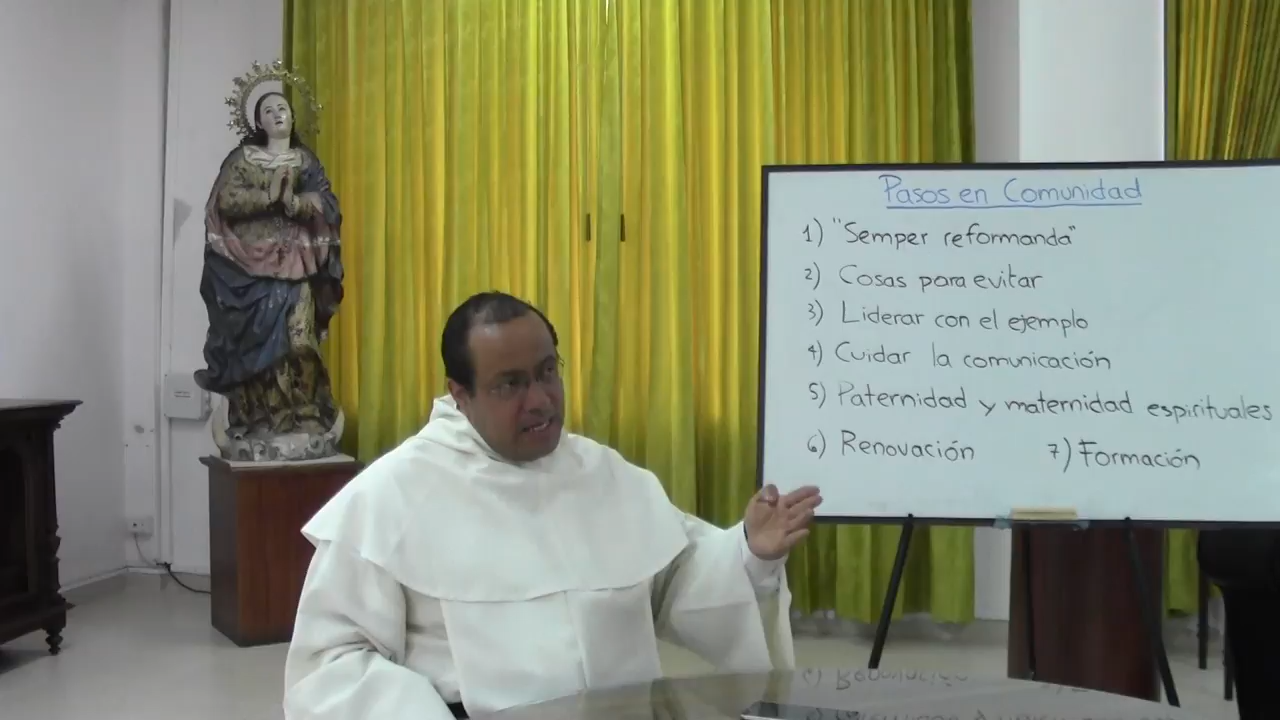 Pasos en Comunidad
1) "Semper reformanda"
2) Cosas para evitar
3) Liderar con el ejemplo
4) Cuidar la comunicación
5) Paternidad y maternidad espirituales
6) Renovación 7) Formación